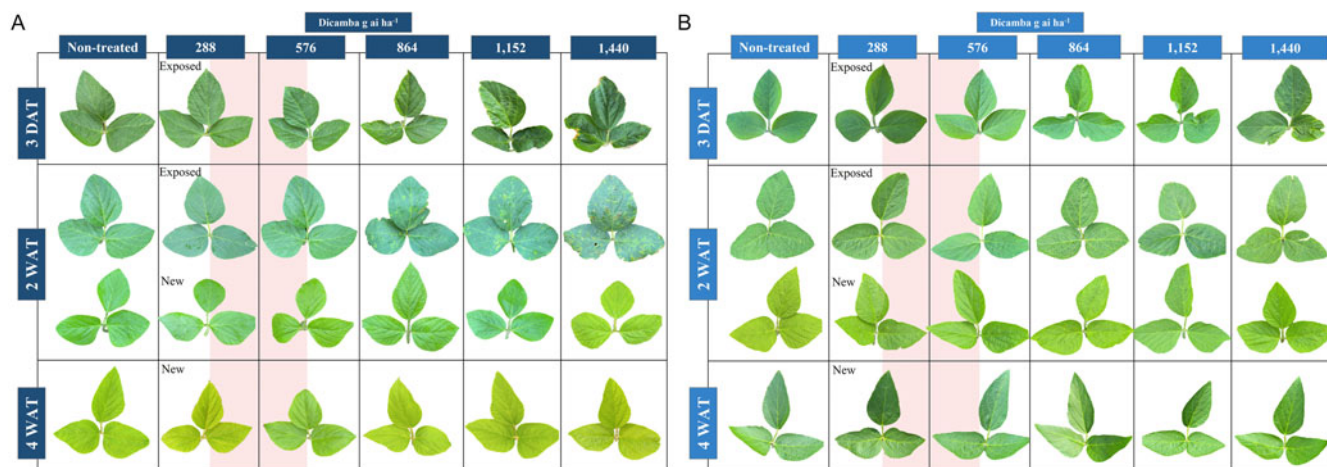 A
Dicamba g ai ha⁻¹
Non-treated 288 576 864 1,152 1,440
3 DAT
Exposed
2 WAT
Exposed
New
4 WAT
New
B
Dicamba g ai ha⁻¹
Non-treated 288 576 864 1,152 1,440
3 DAT
Exposed
2 WAT
Exposed
New
4 WAT
New